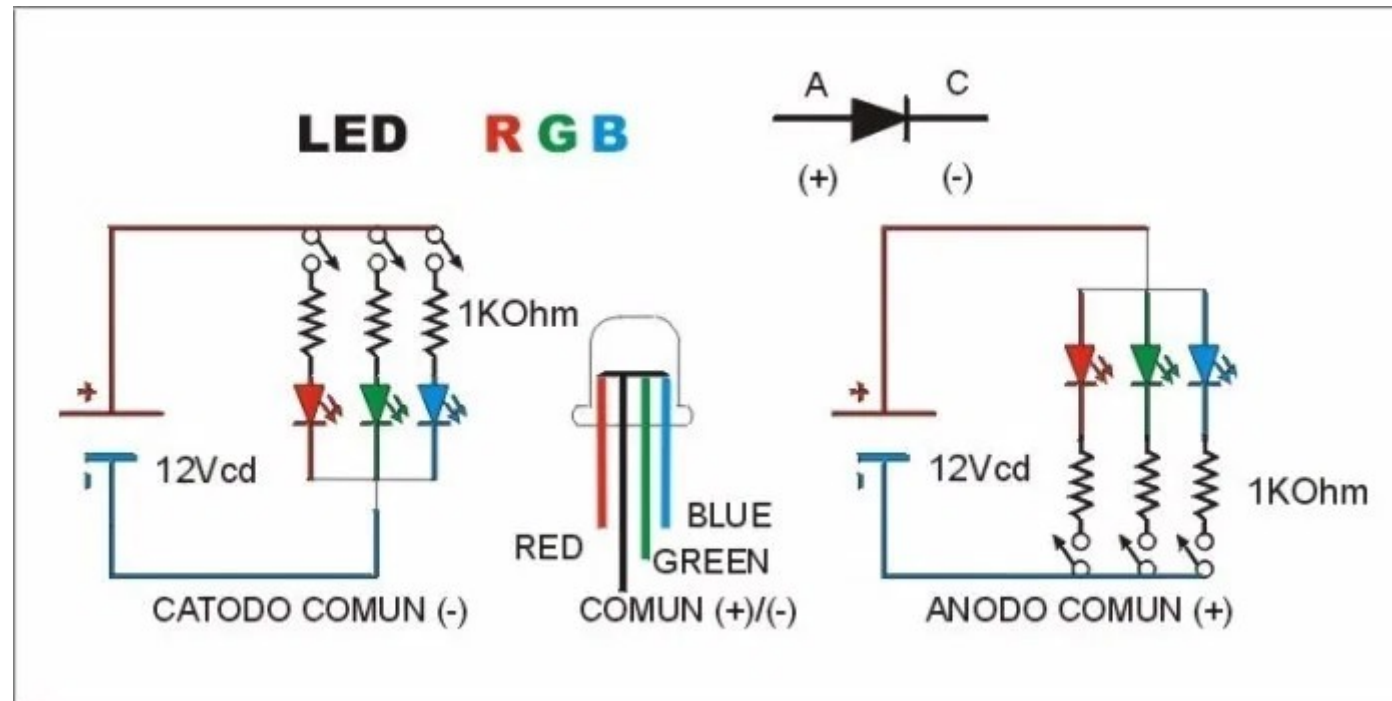 LED RGB
A C
(+) (-)
1KOhm
+
-
12Vcd
RED
BLUE
GREEN
+
-
12Vcd
1KOhm
CATODO COMUN (-)
COMUN (+)/(-)
ANODO COMUN (+)